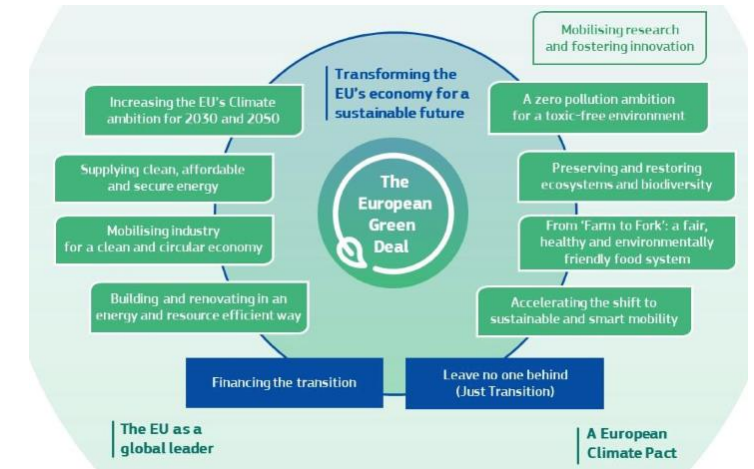 Mobilising research
and fostering innovation
Transforming the
EU's economy for a
sustainable future
Increasing the EU's Climate
ambition for 2030 and 2050
A zero pollution ambition
for a toxic-free environment
Supplying clean, affordable
and secure energy
Preserving and restoring
ecosystems and biodiversity
The
European
Green
Deal
Mobilising industry
for a clean and circular economy
From ‘Farm to Fork’: a fair,
healthy and environmentally
friendly food system
Building and renovating in an
energy and resource efficient way
Accelerating the shift to
sustainable and smart mobility
Financing the transition
Leave no one behind
(Just Transition)
The EU as a
global leader
A European
Climate Pact